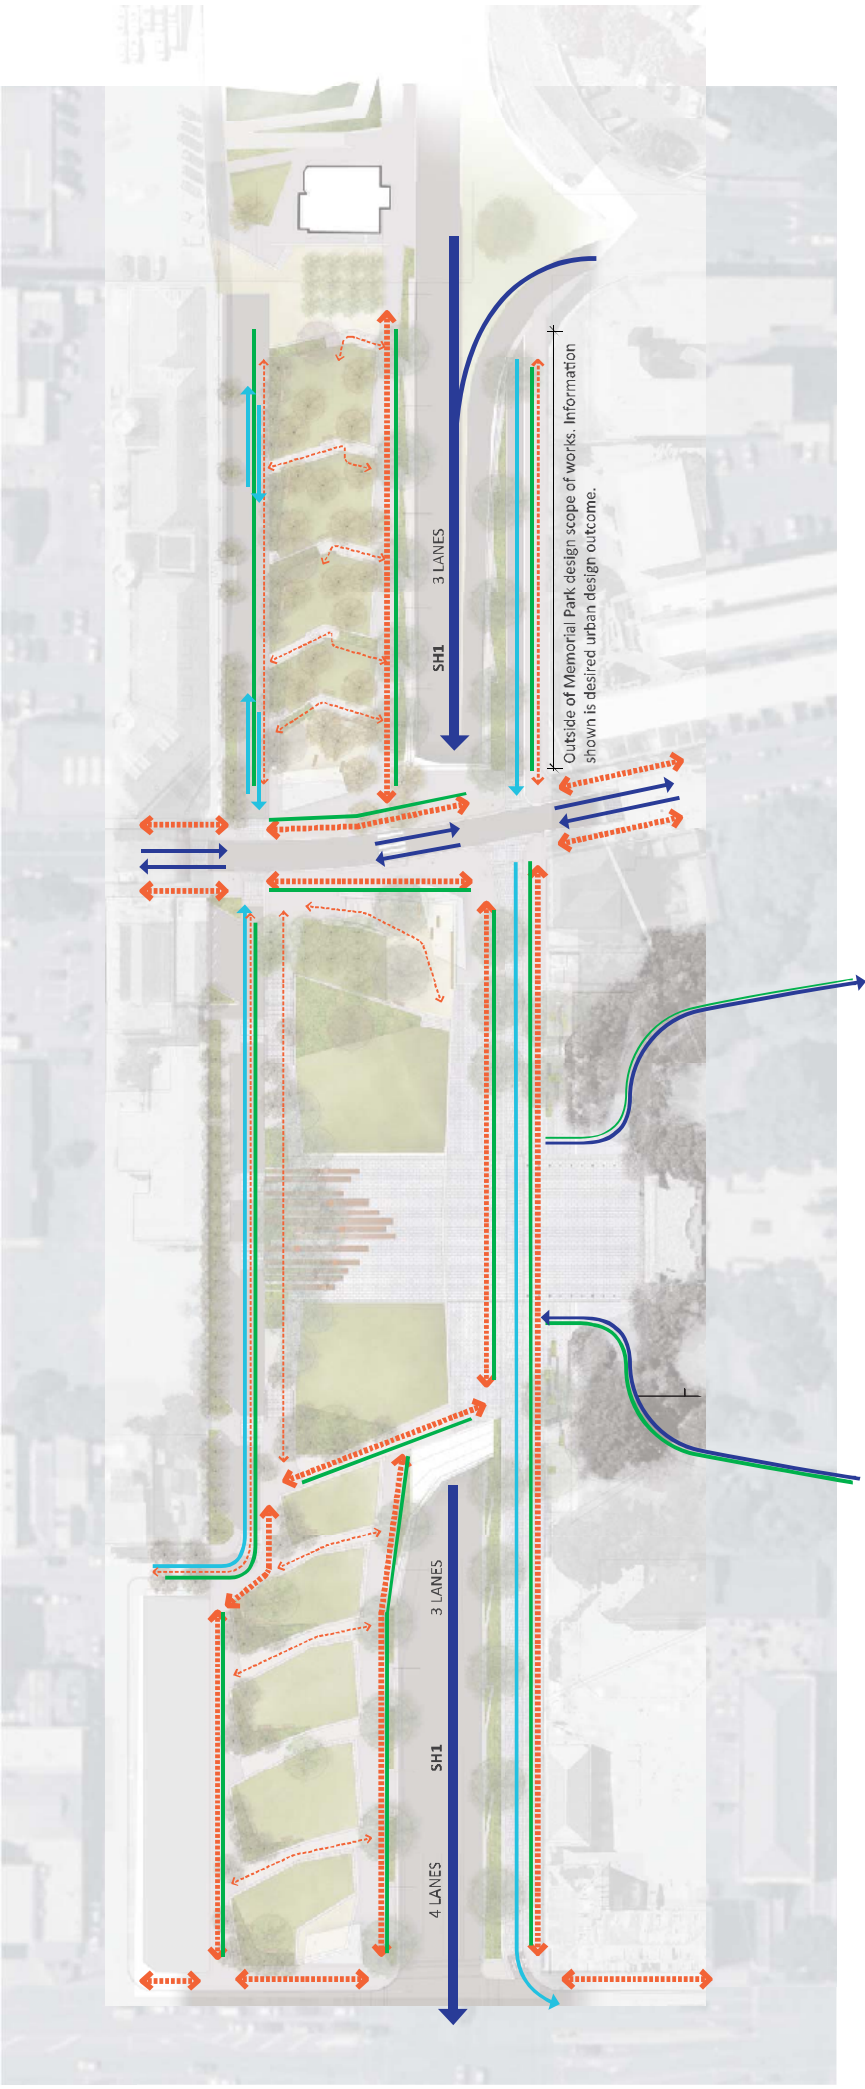 3 LANES
SH1
Outside of Memorial Park design scope of works. Information
shown is desired urban design outcome.
3 LANES
SH1
4 LANES